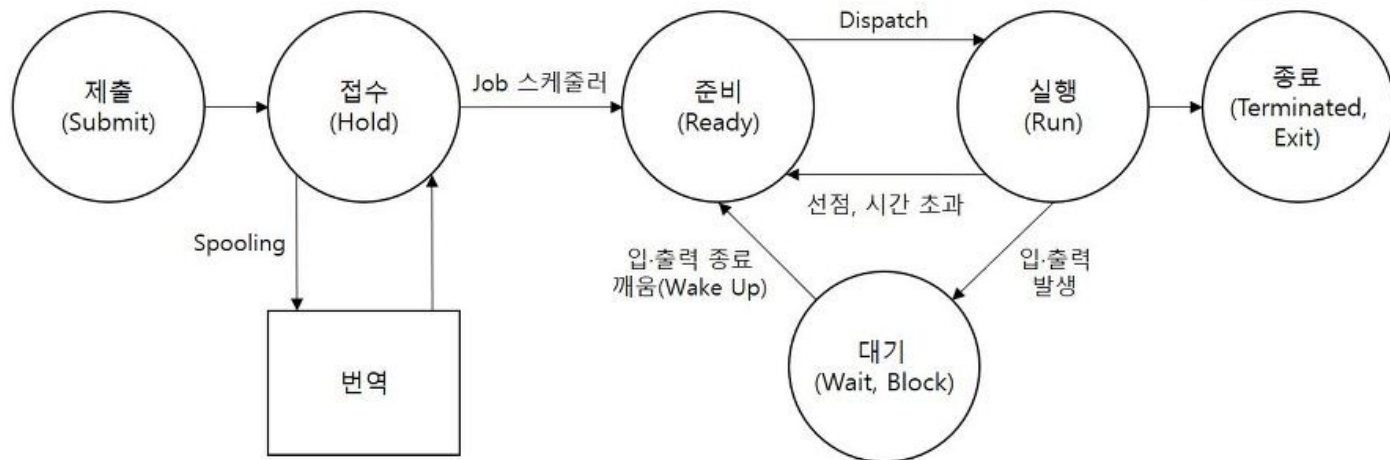 제출
(Submit)
접수
(Hold)
Job 스케줄러
준비
(Ready)
Dispatch
실행
(Run)
종료
(Terminated,
Exit)
선점, 시간 초과
Spooling
입·출력 종료
깨움(Wake Up)
입·출력
발생
번역
대기
(Wait, Block)